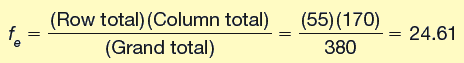 fₑ = (Row total)(Column total) / (Grand total) = (55)(170) / 380 = 24.61